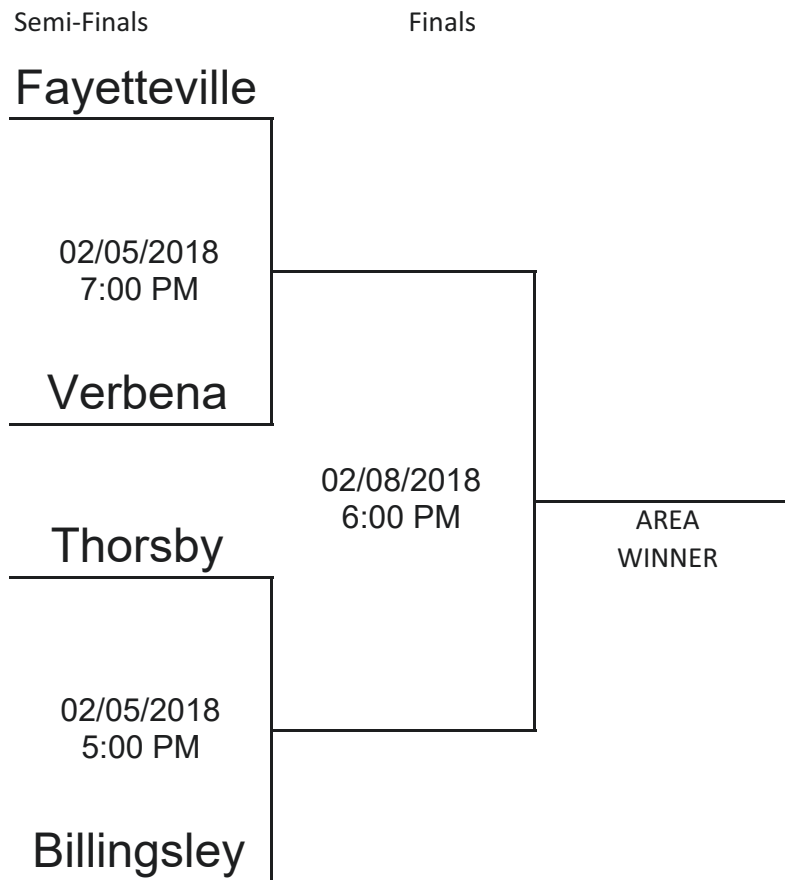 Semi-Finals
Finals
Fayetteville
02/05/2018
7:00 PM
Verbena
02/08/2018
6:00 PM
AREA
WINNER
Thorsby
02/05/2018
5:00 PM
Billingsley